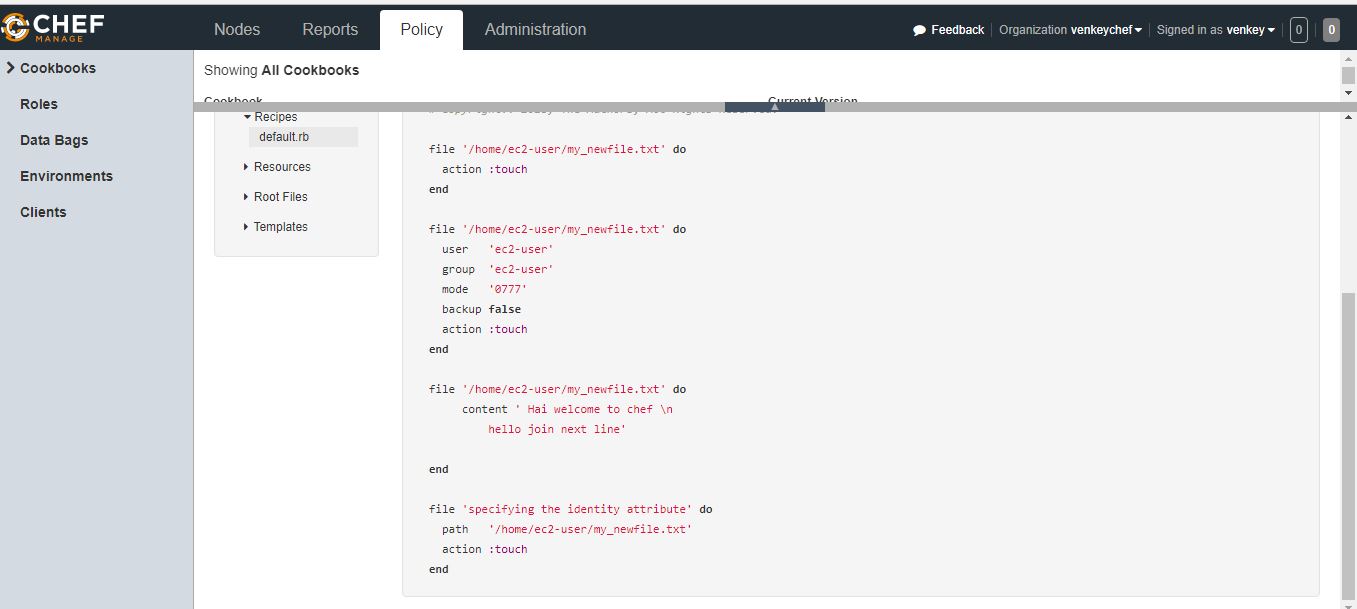 CHEF
MANAGE
Nodes
Reports
Policy
Administration
Feedback
Organization venkeychef
Signed in as venkey
0
0
Cookbooks
Roles
Data Bags
Environments
Clients
Showing All Cookbooks
Cookbook
Current Version
Recipes
default.rb
Resources
Root Files
Templates
file '/home/ec2-user/my_newfile.txt' do
action :touch
end
file '/home/ec2-user/my_newfile.txt' do
user 'ec2-user'
group 'ec2-user'
mode '0777'
backup false
action :touch
end
file '/home/ec2-user/my_newfile.txt' do
content ' Hai welcome to chef \n
hello join next line'
end
file 'specifying the identity attribute' do
path '/home/ec2-user/my_newfile.txt'
action :touch
end